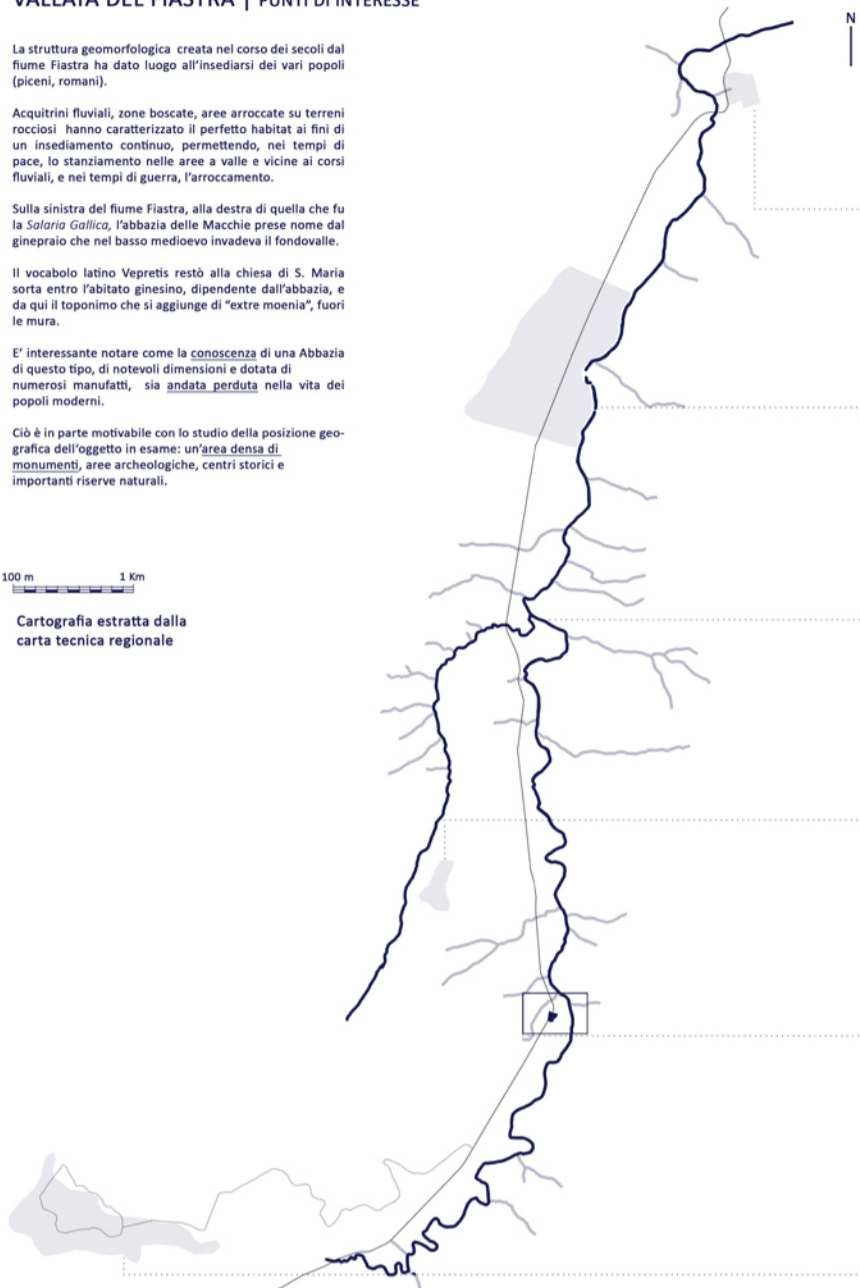 VALLATA DEL FIASTRA | PUNTI DI INTERESSE
N
La struttura geomorfologica creata nel corso dei secoli dal
fiume Fiastra ha dato luogo all'insediarsi dei vari popoli
(piceni, romani).
Acquitrini fluviali, zone boscate, aree arroccate su terreni
rocciosi hanno caratterizzato il perfetto habitat ai fini di
un insediamento continuo, permettendo, nei tempi di
pace, lo stanziamento nelle aree a valle e vicine ai corsi
fluviali, e nei tempi di guerra, l'arroccamento.
Sulla sinistra del fiume Fiastra, alla destra di quella che fu
la Salaria Gallica, l'abbazia delle Macchie prese nome dal
ginepraio che nel basso medioevo invadeva il fondovalle.
Il vocabolo latino Vepretis restò alla chiesa di S. Maria
sorta entro l'abitato ginesino, dipendente dall'abbazia, e
da qui il toponimo che si aggiunge di "extre moenia", fuori
le mura.
E' interessante notare come la conoscenza di una Abbazia
di questo tipo, di notevoli dimensioni e dotata di
numerosi manufatti, sia andata perduta nella vita dei
popoli moderni.
Ciò è in parte motivabile con lo studio della posizione geo-
grafica dell'oggetto in esame: un'area densa di
monumenti, aree archeologiche, centri storici e
importanti riserve naturali.
100 m 1 Km
Cartografia estratta dalla
carta tecnica regionale